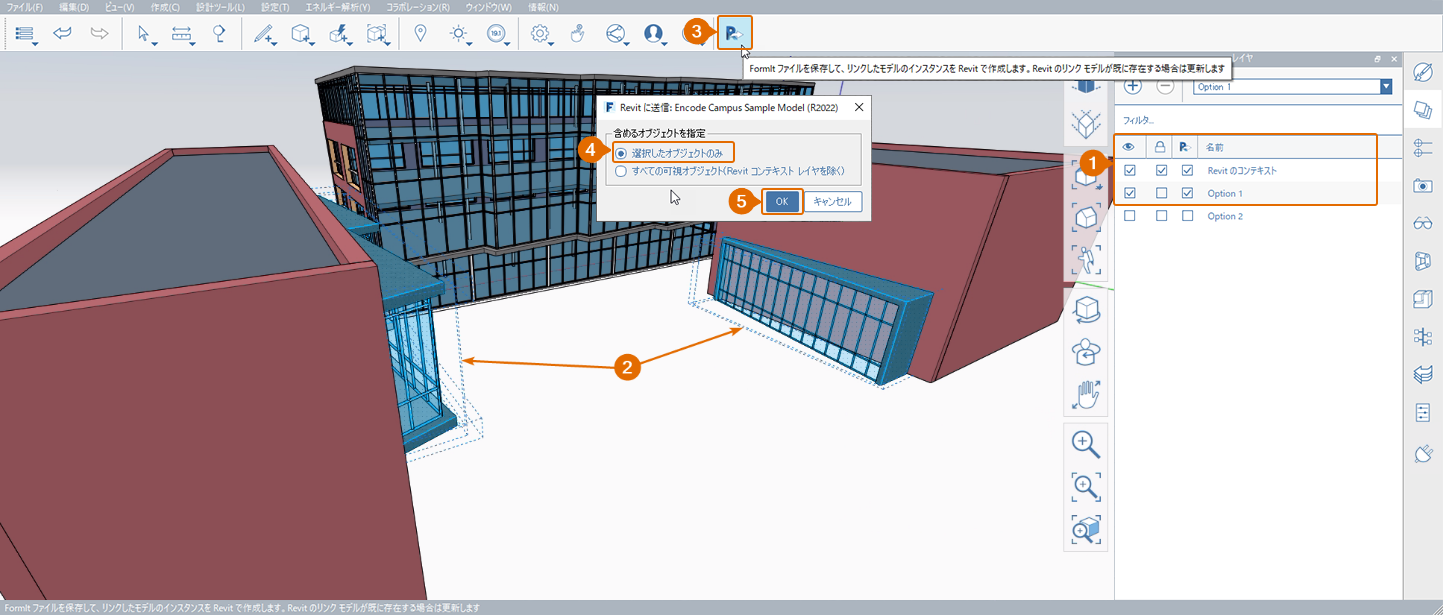 ファイル(F) 編集(D) ビュー(V) 作成(C) 設計ツール(L) 設定(T) エネルギー解析(Y) コラボレーション(R) ウィンドウ(W) 情報(N)
19.1
3
FormIt ファイルを保存して、リンクしたモデルのインスタンスを Revit で作成します。Revit のリンク モデルが既に存在する場合は更新します
Option 1
フィルタ...
1
名前
Revit のコンテキスト
Option 1
Option 2
Revit に送信: Encode Campus Sample Model (R2022)
含めるオブジェクトを指定
4
選択したオブジェクトのみ
すべての可視オブジェクト(Revit コンテキスト レイヤを除く)
5
OK
キャンセル
2
FormIt ファイルを保存して、リンクしたモデルのインスタンスを Revit で作成します。Revit のリンク モデルが既に存在する場合は更新します